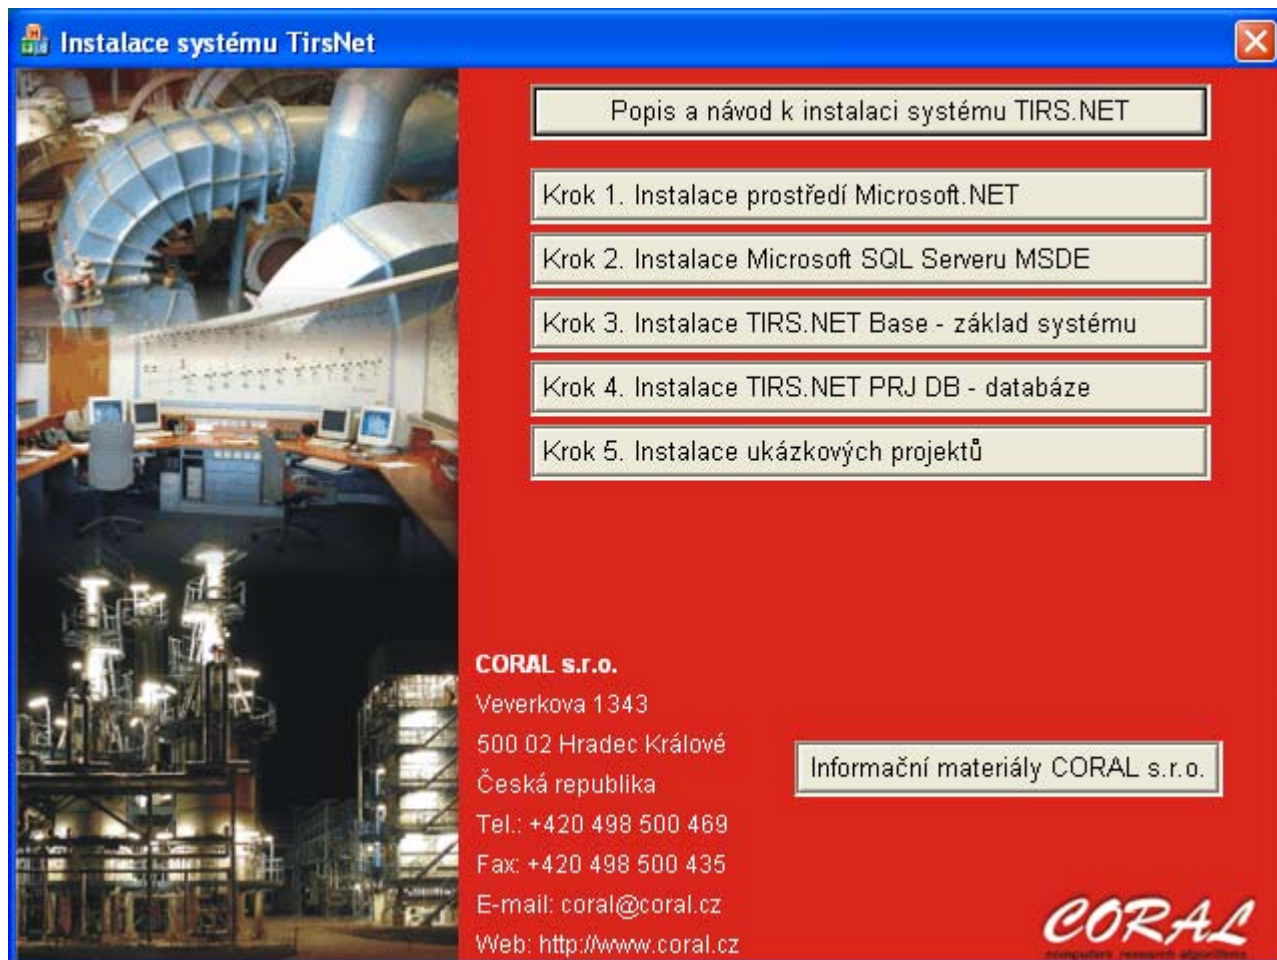 Instalace systému TirsNet
Popis a návod k instalaci systému TIRS.NET
Krok 1. Instalace prostředí Microsoft.NET
Krok 2. Instalace Microsoft SQL Serveru MSDE
Krok 3. Instalace TIRS.NET Base - základ systému
Krok 4. Instalace TIRS.NET PRJ DB - databáze
Krok 5. Instalace ukázkových projektů
CORAL s.r.o.
Veverkova 1343
500 02 Hradec Králové
Česká republika
Tel.: +420 498 500 469
Fax: +420 498 500 435
E-mail: coral@coral.cz
Web: http://www.coral.cz
Informační materiály CORAL s.r.o.
CORAL
computers research algorithms